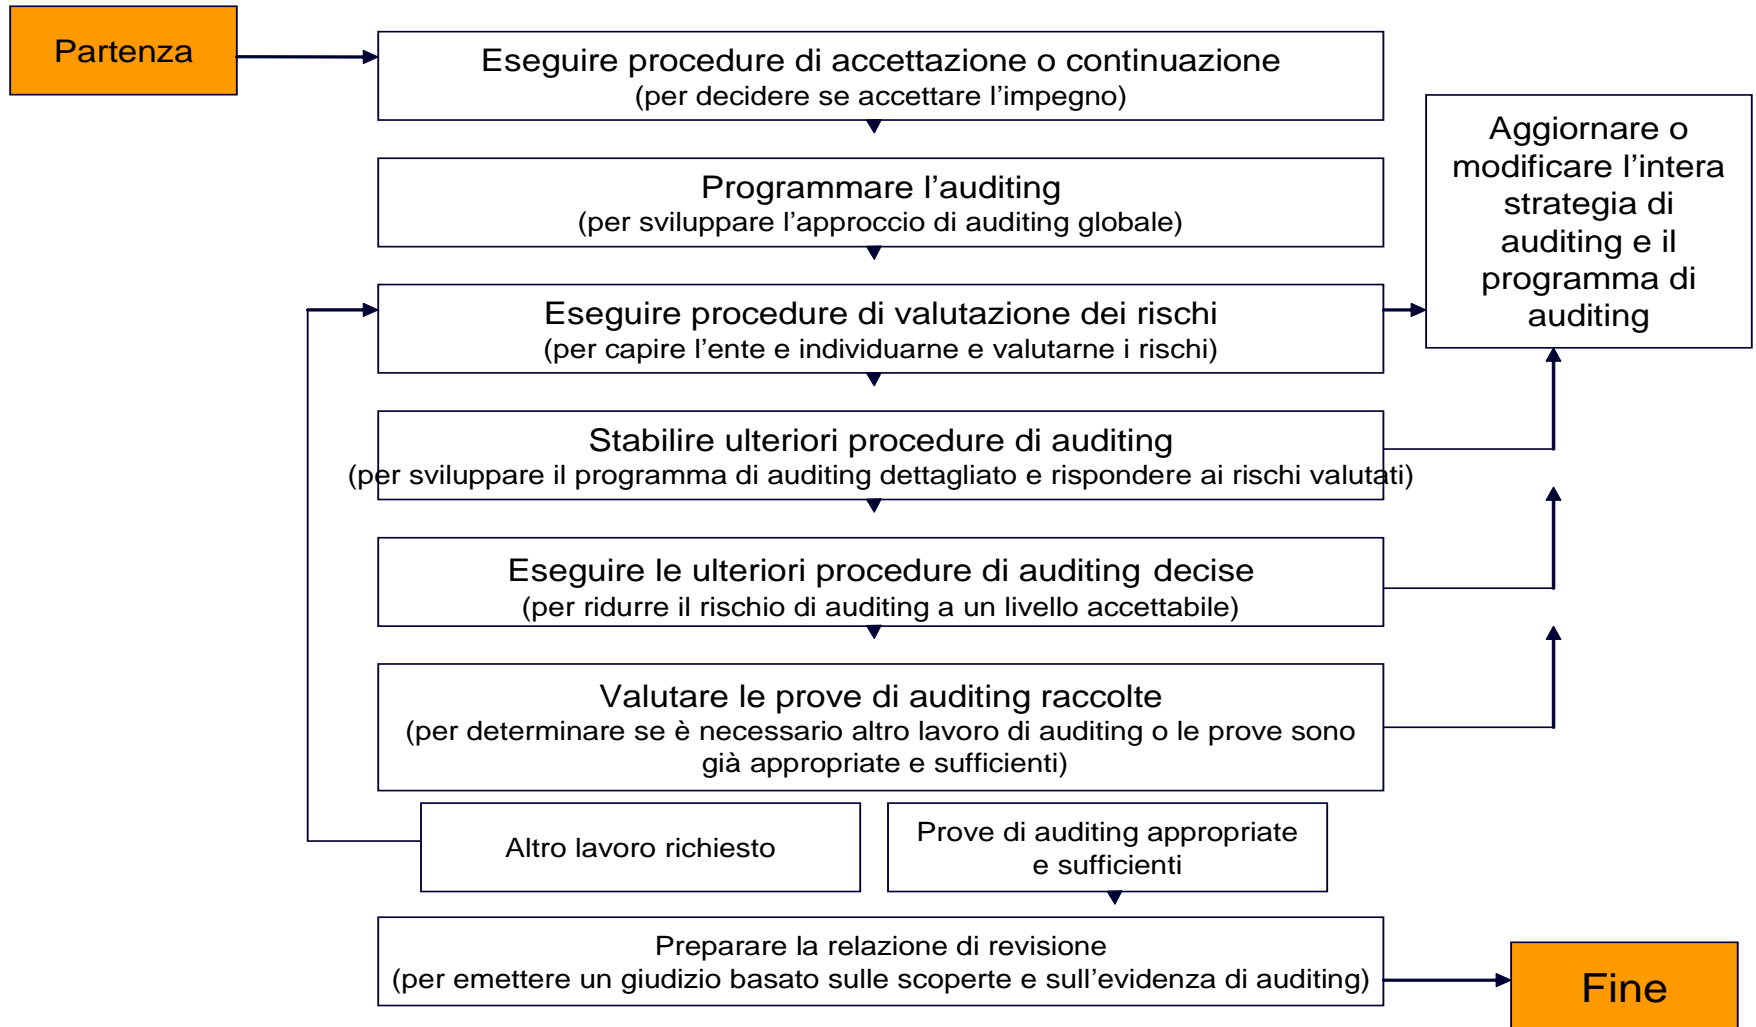 Partenza
Eseguire procedure di accettazione o continuazione
(per decidere se accettare l’impegno)
Programmare l’auditing
(per sviluppare l’approccio di auditing globale)
Aggiornare o
modificare l’intera
strategia di
auditing e il
programma di
auditing
Eseguire procedure di valutazione dei rischi
(per capire l’ente e individuarne e valutarne i rischi)
Stabilire ulteriori procedure di auditing
(per sviluppare il programma di auditing dettagliato e rispondere ai rischi valutati)
Eseguire le ulteriori procedure di auditing decise
(per ridurre il rischio di auditing a un livello accettabile)
Valutare le prove di auditing raccolte
(per determinare se è necessario altro lavoro di auditing o le prove sono
già appropriate e sufficienti)
Altro lavoro richiesto
Prove di auditing appropriate
e sufficienti
Preparare la relazione di revisione
(per emettere un giudizio basato sulle scoperte e sull’evidenza di auditing)
Fine